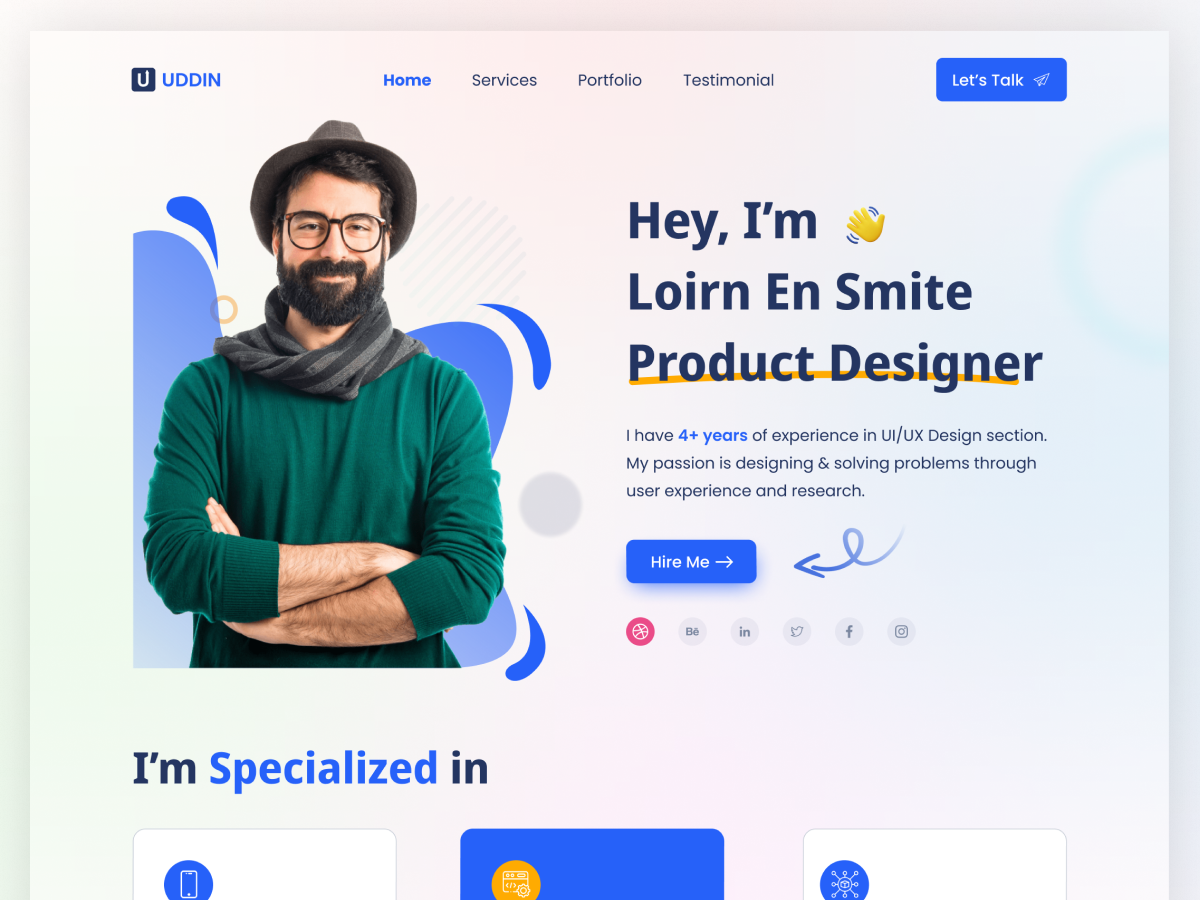 U UDDIN
Home Services Portfolio Testimonial
Let's Talk
Hey, I'm
Loirn En Smite
Product Designer
I have 4+ years of experience in UI/UX Design section.
My passion is designing & solving problems through
user experience and research.
Hire Me
Bē in f
I'm Specialized in